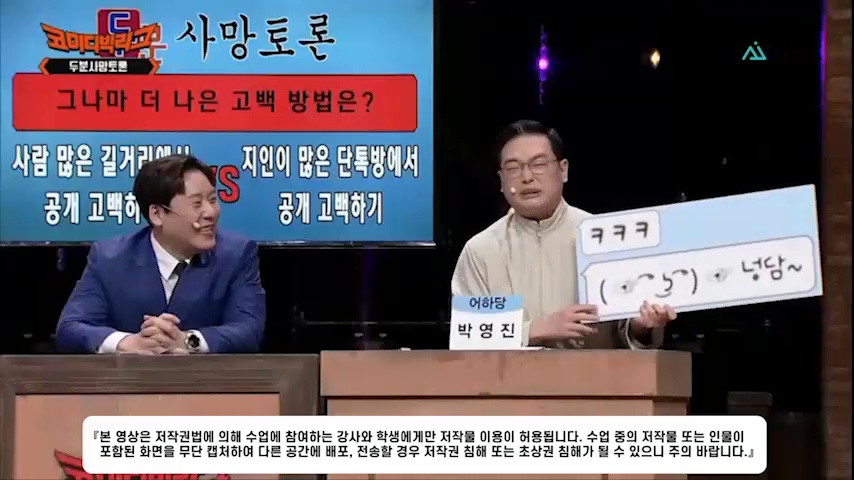 코미디빅리그
두분사망토론
사망토론
그나마 더 나은 고백 방법은?
사람 많은 길거리에서
공개 고백하
VS
지인이 많은 단톡방에서
공개 고백하기
ㅋㅋㅋ
넝담~
어하당
박영진
『본 영상은 저작권법에 의해 수업에 참여하는 강사와 학생에게만 저작물 이용이 허용됩니다. 수업 중의 저작물 또는 인물이
포함된 화면을 무단 캡처하여 다른 공간에 배포, 전송할 경우 저작권 침해 또는 초상권 침해가 될 수 있으니 주의 바랍니다.』